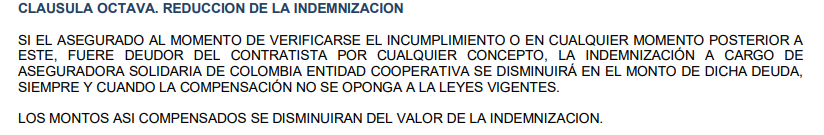 CLAUSULA OCTAVA. REDUCCION DE LA INDEMNIZACION
SI EL ASEGURADO AL MOMENTO DE VERIFICARSE EL INCUMPLIMIENTO O EN CUALQUIER MOMENTO POSTERIOR A
ESTE, FUERE DEUDOR DEL CONTRATISTA POR CUALQUIER CONCEPTO, LA INDEMNIZACIÓN A CARGO DE
ASEGURADORA SOLIDARIA DE COLOMBIA ENTIDAD COOPERATIVA SE DISMINUIRÁ EN EL MONTO DE DICHA DEUDA,
SIEMPRE Y CUANDO LA COMPENSACIÓN NO SE OPONGA A LA LEYES VIGENTES.
LOS MONTOS ASI COMPENSADOS SE DISMINUIRAN DEL VALOR DE LA INDEMNIZACION.